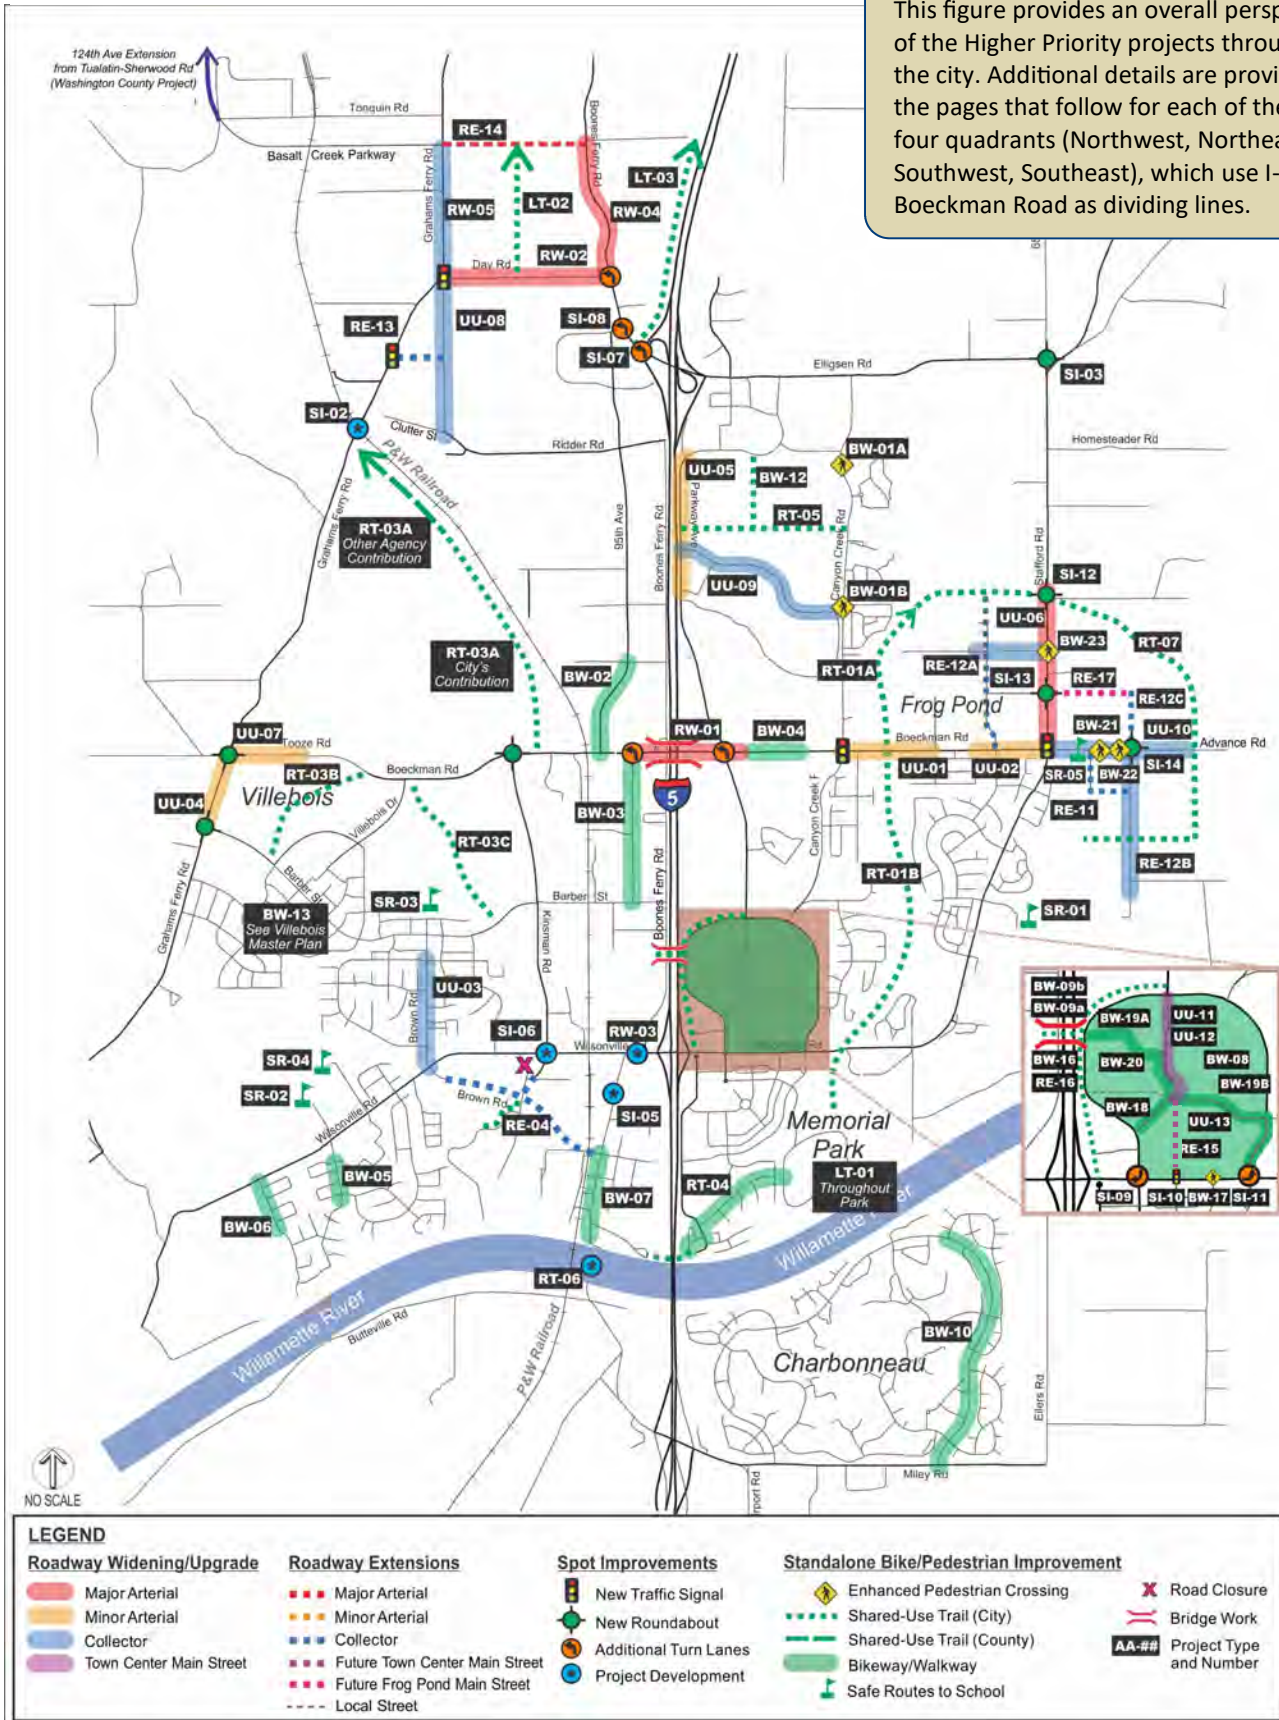 This figure provides an overall persp
of the Higher Priority projects throu
the city. Additional details are provi
the pages that follow for each of the
four quadrants (Northwest, Northea
Southwest, Southeast), which use I-
Boeckman Road as dividing lines.
124th Ave Extension
from Tualatin-Sherwood Rd
(Washington County Project)
Tonquin Rd
Basalt Creek Parkway
RE-14
Boones Ferry Rd
Grahams Ferry Rd
RW-05
LT-02
LT-03
RW-04
RW-02
Day Rd
UU-08
SI-08
RE-13
SI-07
Elligsen Rd
SI-03
SI-02
Clutter St
Ridder Rd
Homesteader Rd
P&W Railroad
BW-01A
UU-05
BW-12
Parkway Ave
RT-05
95th Ave
Boones Ferry Rd
Canyon Creek Rd
Stafford Rd
Grahams Ferry Rd
RT-03A
Other Agency
Contribution
UU-09
BW-01B
SI-12
UU-06
BW-23
RT-07
RT-03A
City's
Contribution
BW-02
RT-01A
RE-12A
SI-13
RE-17
RE-12C
Frog Pond
UU-07
Tooze Rd
RW-01
BW-04
Boeckman Rd
BW-21
UU-10
Advance Rd
RT-03B
Boeckman Rd
UU-01
UU-02
SR-05
BW-22
SI-14
UU-04
Villebois
Villebois Dr
5
RE-11
BW-03
RT-03C
Canyon Creek F
RT-01B
RE-12B
Barber St
SR-03
Barber St
Boones Ferry Rd
SR-01
Grahams Ferry Rd
BW-13
See Villebois
Master Plan
Kinsman Rd
UU-03
Brown Rd
SI-06
RW-03
Wilsonville
Rd
BW-09b
BW-09a
BW-19A
UU-11
UU-12
BW-16
BW-20
BW-08
RE-16
BW-19B
BW-18
UU-13
RE-15
SI-09
SI-10
BW-17
SI-11
SR-04
SR-02
Wilsonville Rd
Brown Rd
RE-04
SI-05
Memorial
Park
LT-01
Throughout
Park
BW-05
BW-06
BW-07
RT-04
Willamette River
RT-06
Willamette River
Butteville Rd
P&W Railroad
BW-10
Charbonneau
Eilers Rd
Miley Rd
rport Rd
NO SCALE
LEGEND
Roadway Widening/Upgrade
Major Arterial
Minor Arterial
Collector
Town Center Main Street
Roadway Extensions
Major Arterial
Minor Arterial
Collector
Future Town Center Main Street
Future Frog Pond Main Street
Local Street
Spot Improvements
New Traffic Signal
New Roundabout
Additional Turn Lanes
Project Development
Standalone Bike/Pedestrian Improvement
Enhanced Pedestrian Crossing
Shared-Use Trail (City)
Shared-Use Trail (County)
Bikeway/Walkway
Safe Routes to School
X Road Closure
Bridge Work
AA-## Project Type
and Number